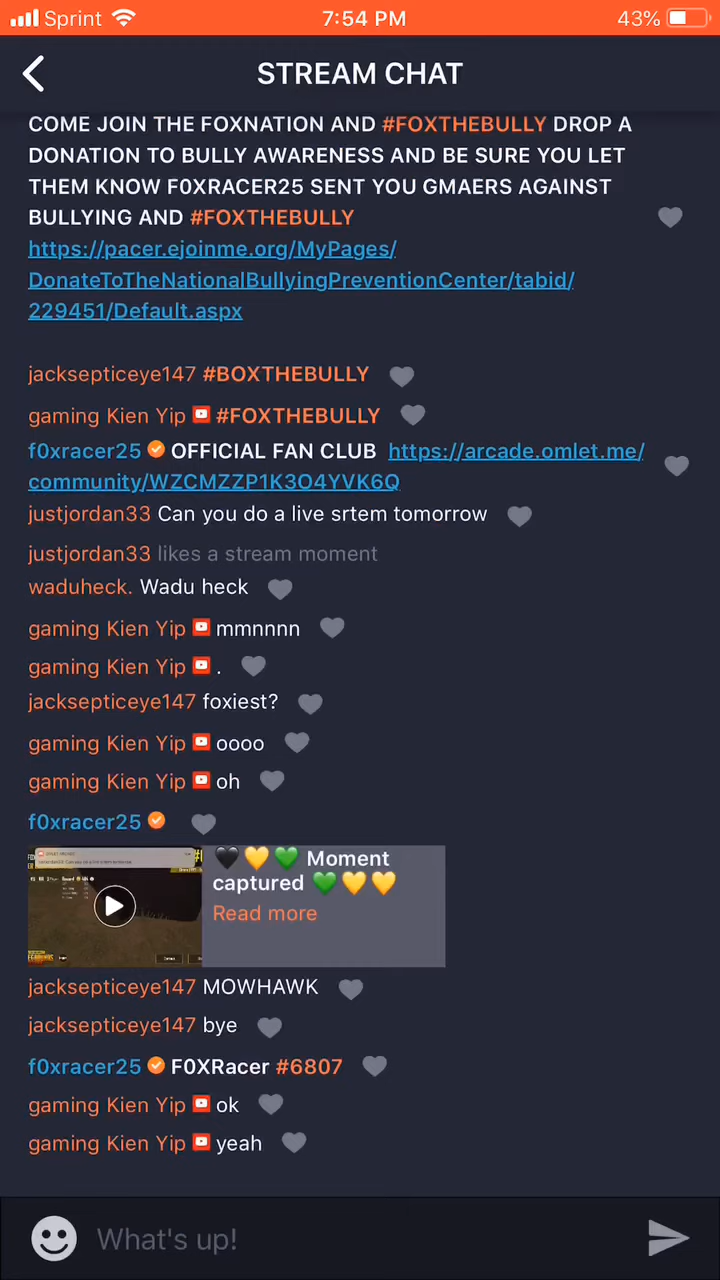 Sprint 7:54 PM 43%
STREAM CHAT
COME JOIN THE FOXNATION AND #FOXTHEBULLY DROP A
DONATION TO BULLY AWARENESS AND BE SURE YOU LET
THEM KNOW F0XRACER25 SENT YOU GMAERS AGAINST
BULLYING AND #FOXTHEBULLY
https://pacer.ejoinme.org/MyPages/
DonateToTheNationalBullyingPreventionCenter/tabid/
229451/Default.aspx
jacksepticeye147 #BOXTHEBULLY
gaming Kien Yip #FOXTHEBULLY
f0xracer25 OFFICIAL FAN CLUB https://arcade.omlet.me/
community/WZCMZZP1K3O4YVK6Q
justjordan33 Can you do a live srtem tomorrow
justjordan33 likes a stream moment
waduheck. Wadu heck
gaming Kien Yip mmnnnn
gaming Kien Yip .
jacksepticeye147 foxiest?
gaming Kien Yip oooo
gaming Kien Yip oh
f0xracer25
🖤💛💚 Moment
captured 💚💛💛
Read more
jacksepticeye147 MOWHAWK
jacksepticeye147 bye
f0xracer25 F0XRacer #6807
gaming Kien Yip ok
gaming Kien Yip yeah
What's up!